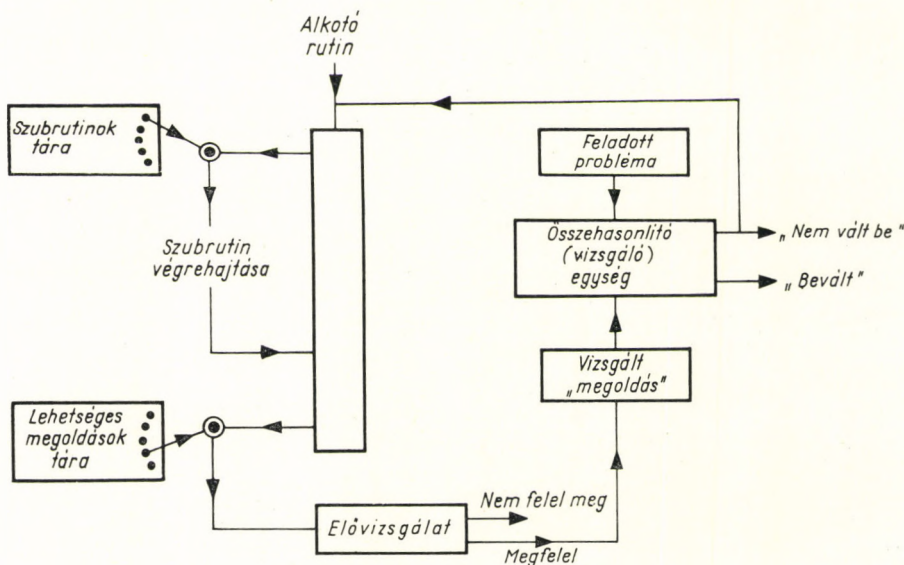 Alkotó
rutin
Szubrutinok
tára
Feladott
probléma
Szubrutin
végrehajtása
Összehasonlító
(vizsgáló)
egység
„Nem vált be"
„Bevált"
Vizsgált
„megoldás"
Lehetséges
megoldások
tára
Elővizsgálat
Nem felel meg
Megfelel